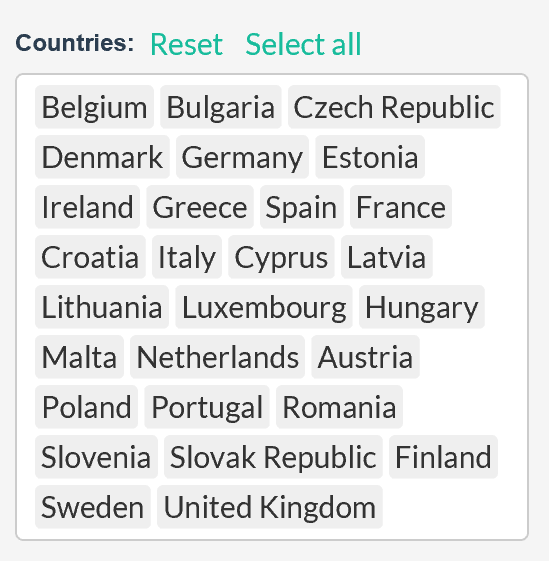 Countries: Reset Select all
Belgium Bulgaria Czech Republic
Denmark Germany Estonia
Ireland Greece Spain France
Croatia Italy Cyprus Latvia
Lithuania Luxembourg Hungary
Malta Netherlands Austria
Poland Portugal Romania
Slovenia Slovak Republic Finland
Sweden United Kingdom